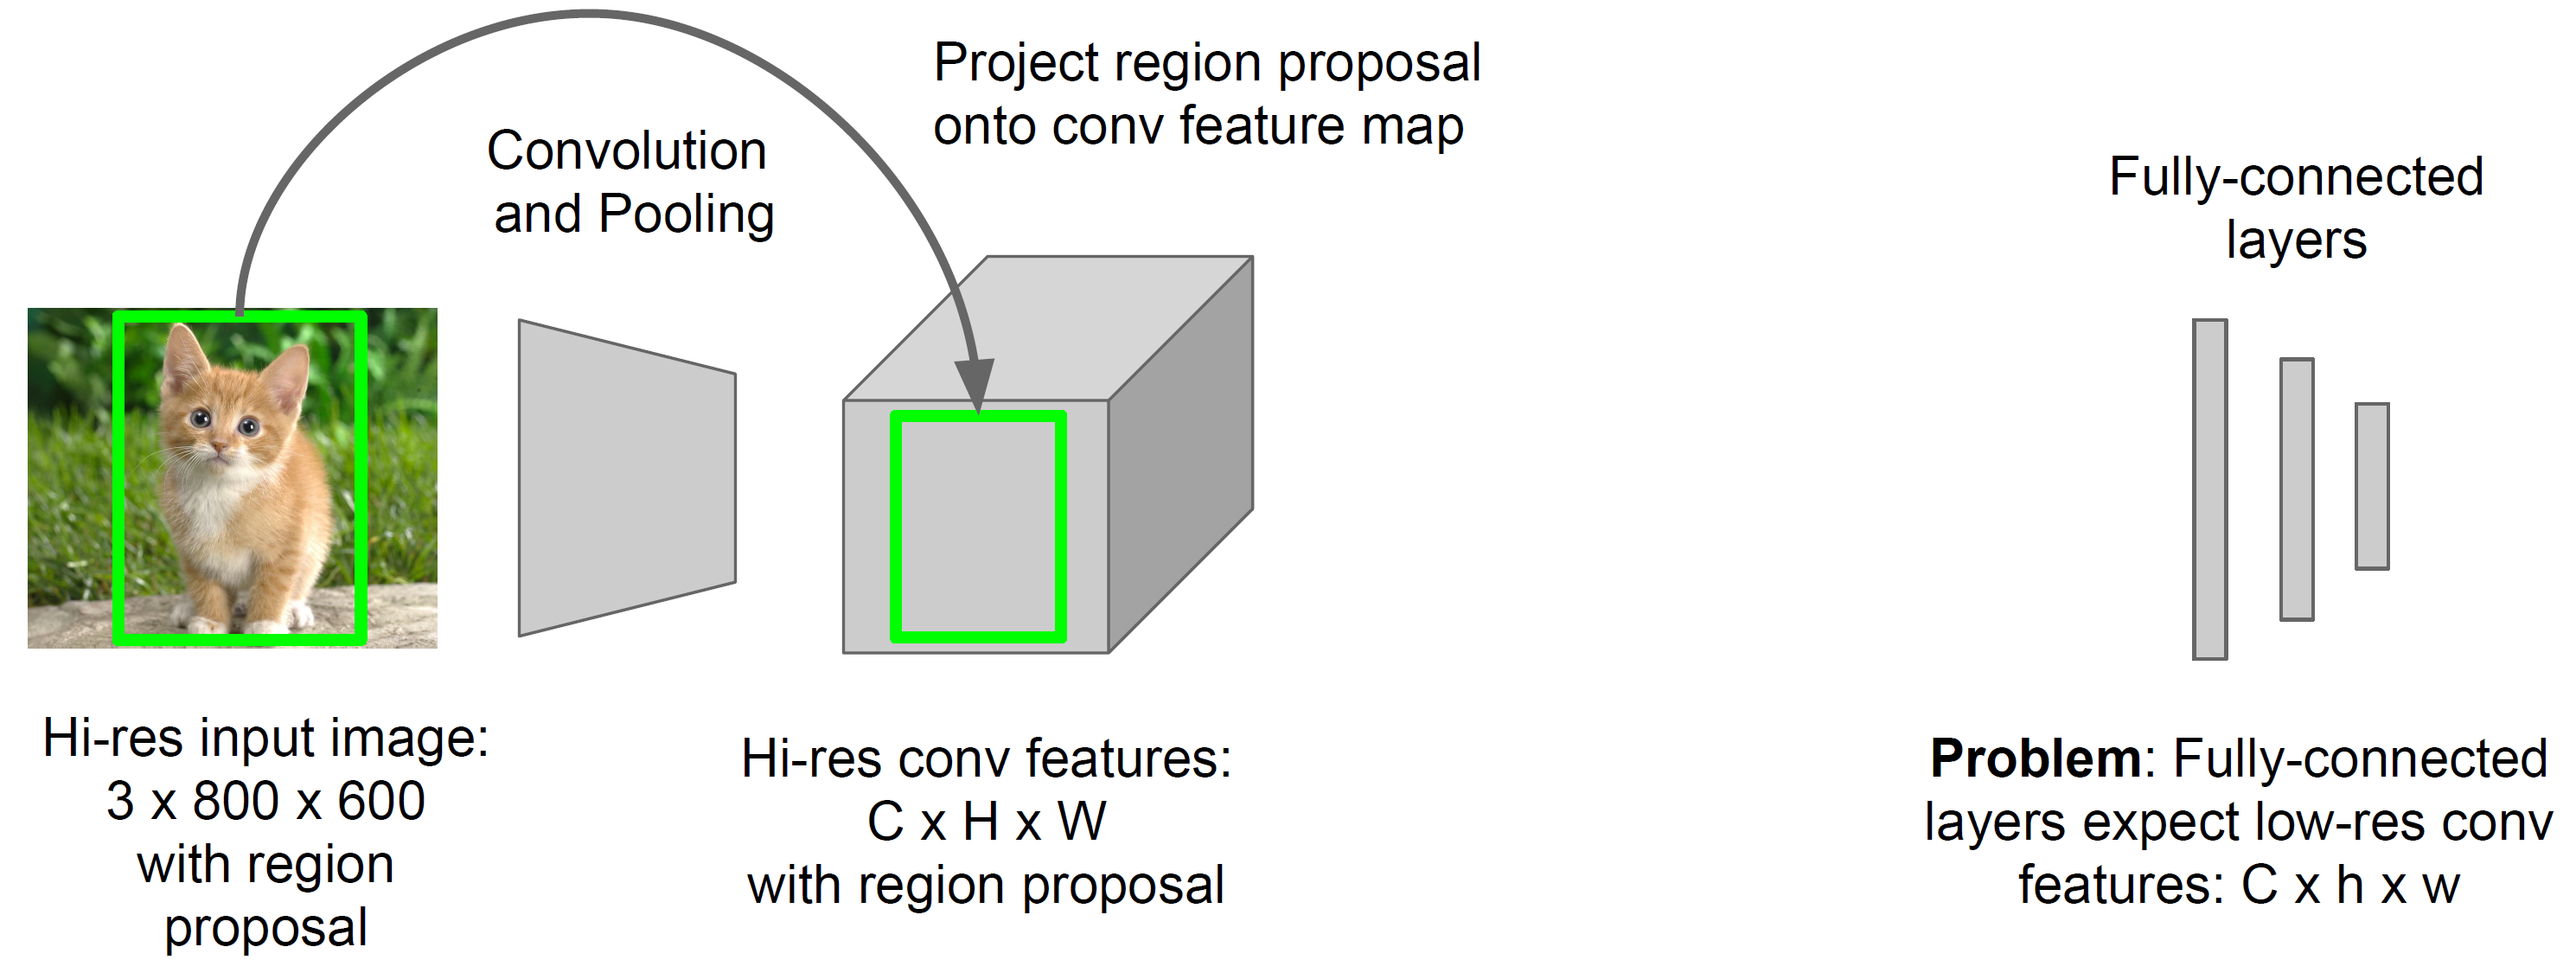 Project region proposal
onto conv feature map
Convolution
and Pooling
Fully-connected
layers
Hi-res input image:
3 x 800 x 600
with region
proposal
Hi-res conv features:
C x H x W
with region proposal
Problem: Fully-connected
layers expect low-res conv
features: C x h x w